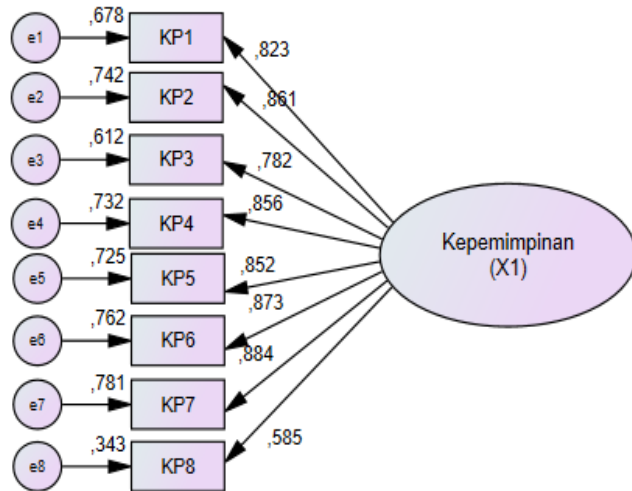 e1
,678
KP1
,823
e2
,742
KP2
,861
e3
,612
KP3
,782
e4
,732
KP4
,856
e5
,725
KP5
,852
e6
,762
KP6
,873
e7
,781
KP7
,884
e8
,343
KP8
,585
Kepemimpinan
(X1)